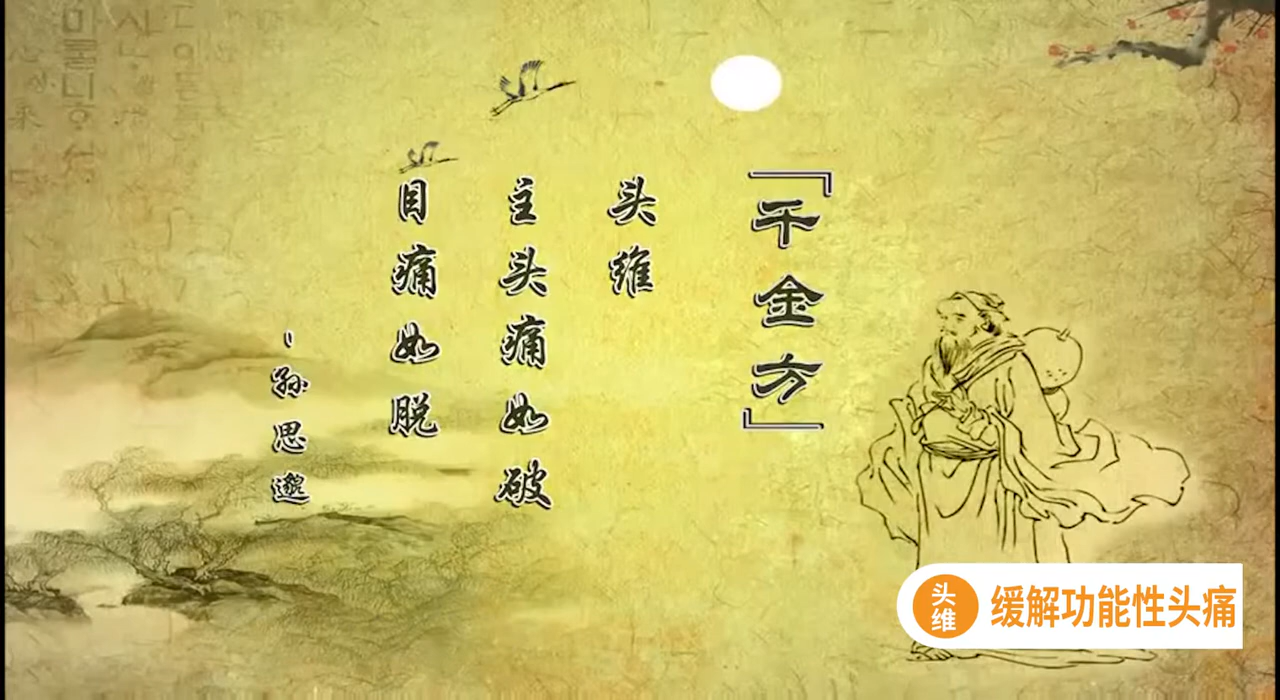 「千金方」
头维
主头痛如破
目痛如脱
、孙思邈
头维
缓解功能性头痛